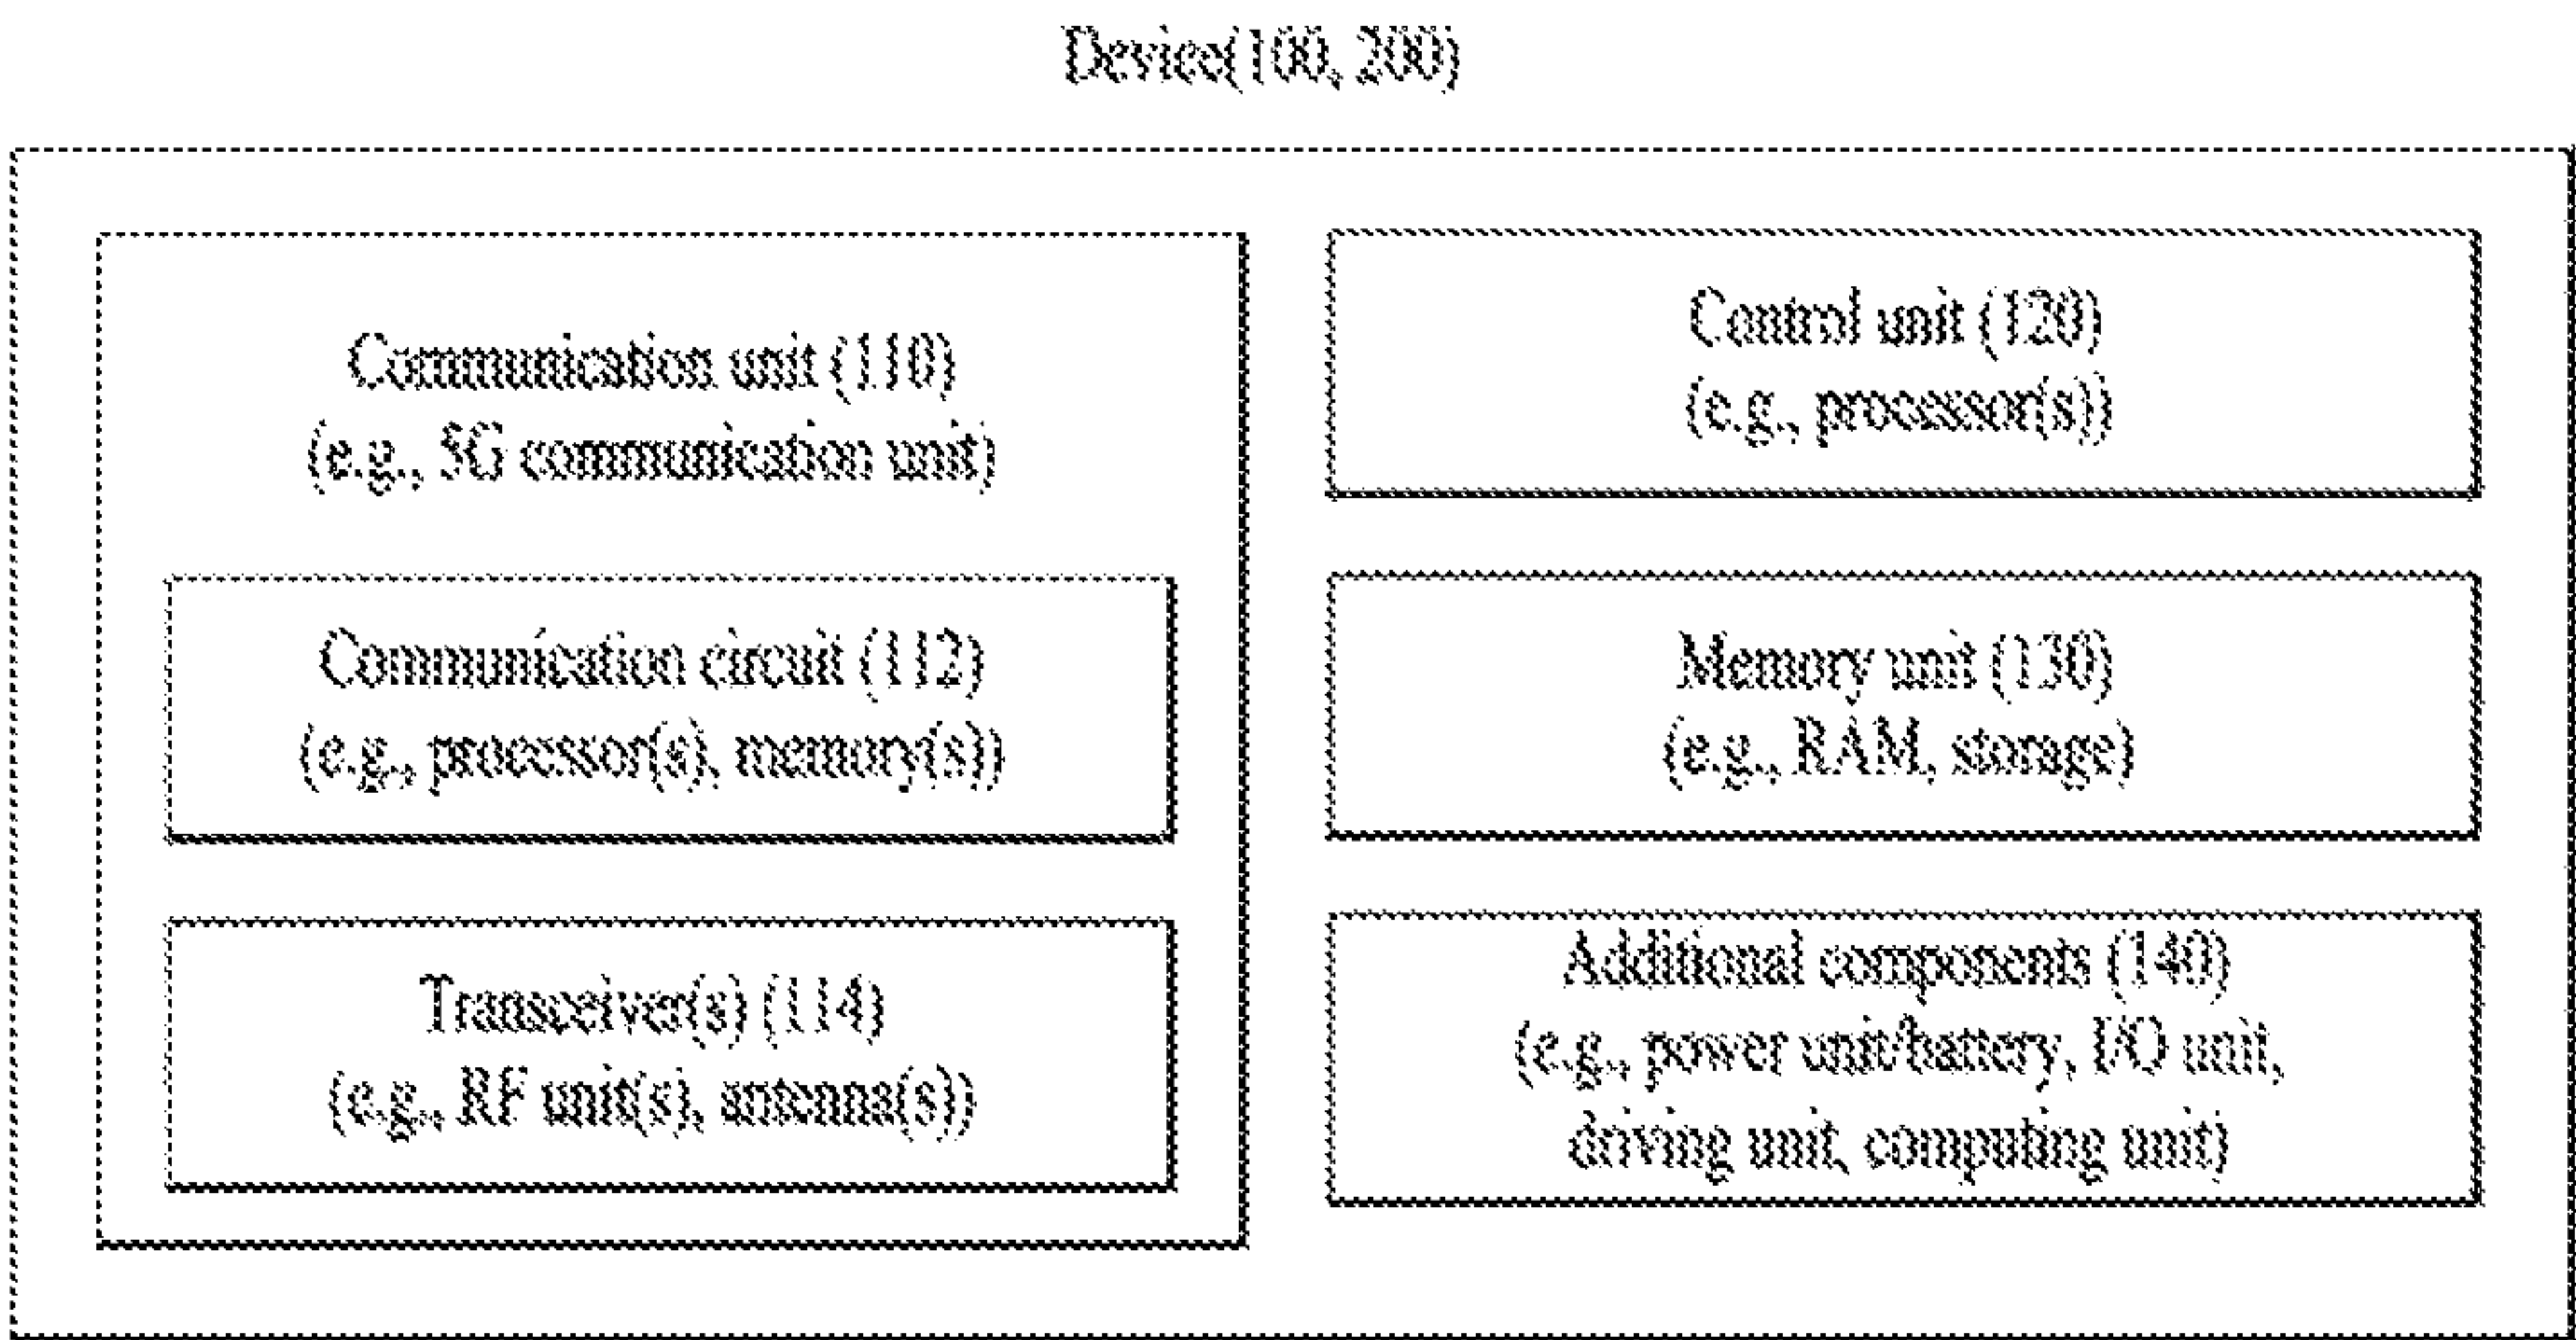 Device(100, 200)
Communication unit (110)
(e.g., 5G communication unit)
Communication circuit (112)
(e.g., processor(s), memory(s))
Transceiver(s) (114)
(e.g., RF unit(s), antenna(s))
Control unit (120)
(e.g., processor(s))
Memory unit (130)
(e.g., RAM, storage)
Additional components (140)
(e.g., power unit/battery, I/O unit,
driving unit, computing unit)